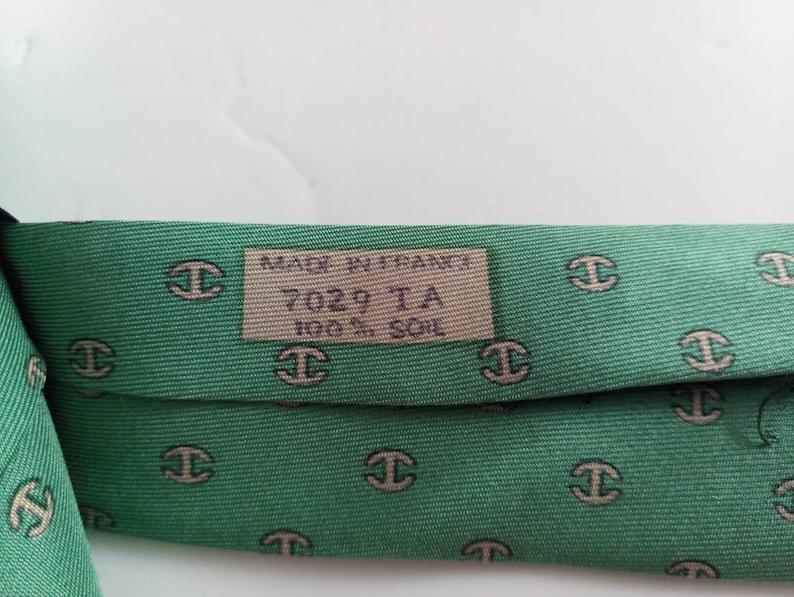 MADE IN FRANCE
7029 TA
100% SOIE